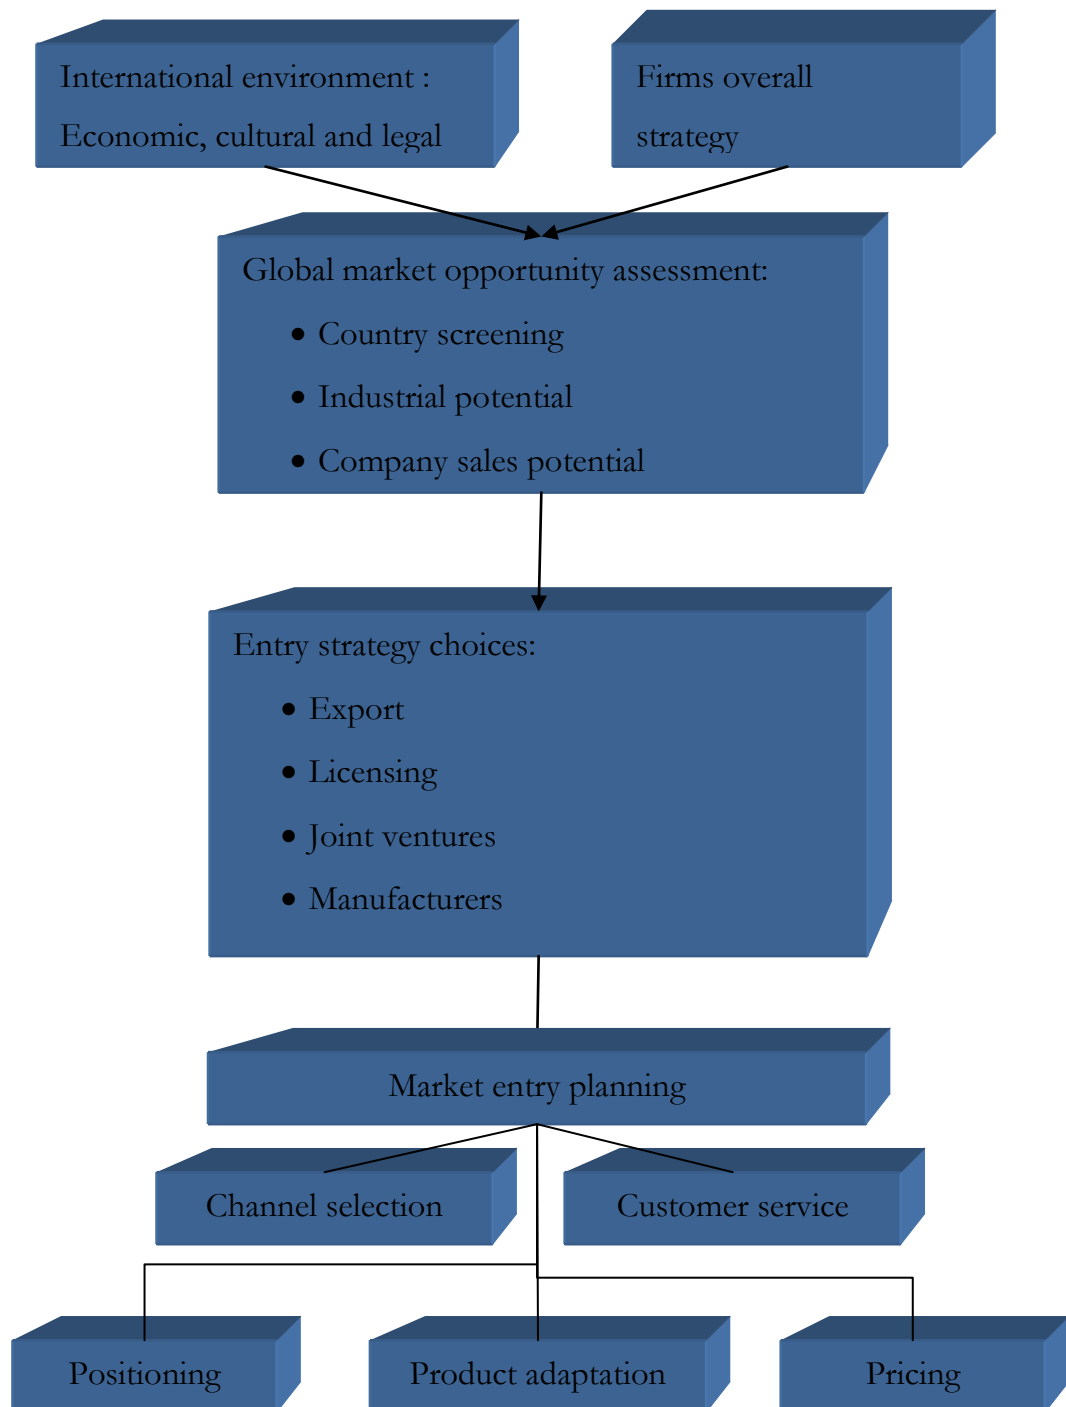 International environment :
Economic, cultural and legal
Firms overall
strategy
Global market opportunity assessment:
• Country screening
• Industrial potential
• Company sales potential
Entry strategy choices:
• Export
• Licensing
• Joint ventures
• Manufacturers
Market entry planning
Channel selection
Customer service
Positioning
Product adaptation
Pricing